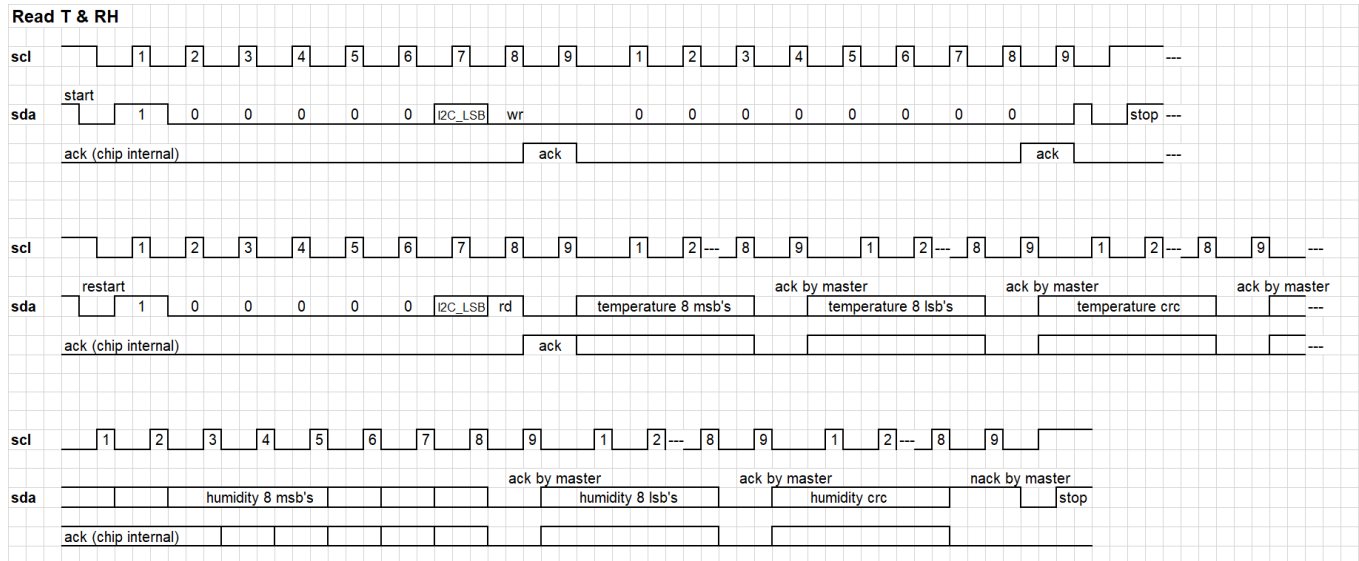 Read T & RH
scl 1 2 3 4 5 6 7 8 9 1 2 3 4 5 6 7 8 9 ---
start
sda 1 0 0 0 0 0 I2C_LSB wr 0 0 0 0 0 0 0 0 stop ---
ack (chip internal) ack ack ---
scl 1 2 3 4 5 6 7 8 9 1 2 --- 8 9 1 2 --- 8 9 1 2 --- 8 9 ---
restart ack by master ack by master ack by master
sda 1 0 0 0 0 0 I2C_LSB rd temperature 8 msb's temperature 8 lsb's temperature crc ---
ack (chip internal) ack ---
scl 1 2 3 4 5 6 7 8 9 1 2 --- 8 9 1 2 --- 8 9
ack by master ack by master nack by master
sda humidity 8 msb's humidity 8 lsb's humidity crc stop
ack (chip internal)